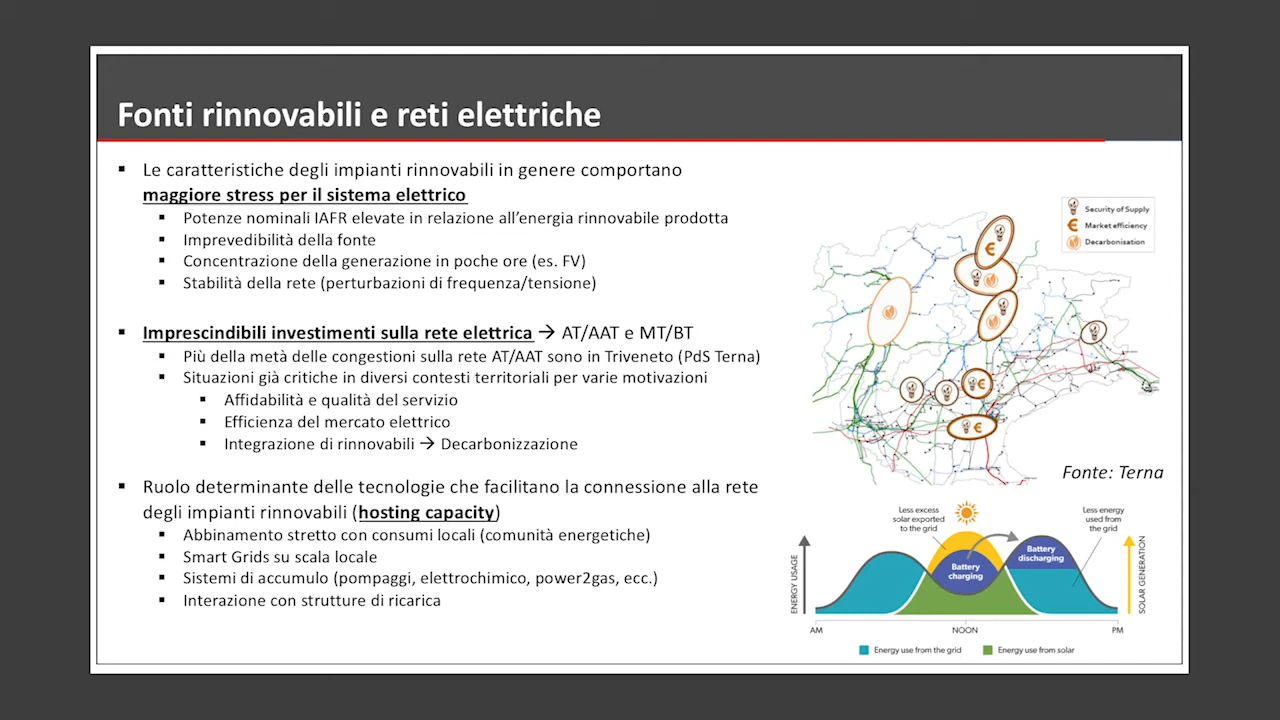 Fonti rinnovabili e reti elettriche
▪ Le caratteristiche degli impianti rinnovabili in genere comportano
maggiore stress per il sistema elettrico
▪ Potenze nominali IAFR elevate in relazione all’energia rinnovabile prodotta
▪ Imprevedibilità della fonte
▪ Concentrazione della generazione in poche ore (es. FV)
▪ Stabilità della rete (perturbazioni di frequenza/tensione)
▪ Imprescindibili investimenti sulla rete elettrica → AT/AAT e MT/BT
▪ Più della metà delle congestioni sulla rete AT/AAT sono in Triveneto (PdS Terna)
▪ Situazioni già critiche in diversi contesti territoriali per varie motivazioni
▪ Affidabilità e qualità del servizio
▪ Efficienza del mercato elettrico
▪ Integrazione di rinnovabili → Decarbonizzazione
▪ Ruolo determinante delle tecnologie che facilitano la connessione alla rete
degli impianti rinnovabili (hosting capacity)
▪ Abbinamento stretto con consumi locali (comunità energetiche)
▪ Smart Grids su scala locale
▪ Sistemi di accumulo (pompaggi, elettrochimico, power2gas, ecc.)
▪ Interazione con strutture di ricarica
Security of Supply
€ Market efficiency
Decarbonisation
€
€
€
€
Fonte: Terna
Less excess
solar exported
to the grid
Less energy
used from
the grid
Battery
charging
Battery
discharging
ENERGY USAGE
SOLAR GENERATION
AM
NOON
PM
Energy use from the grid
Energy use from solar